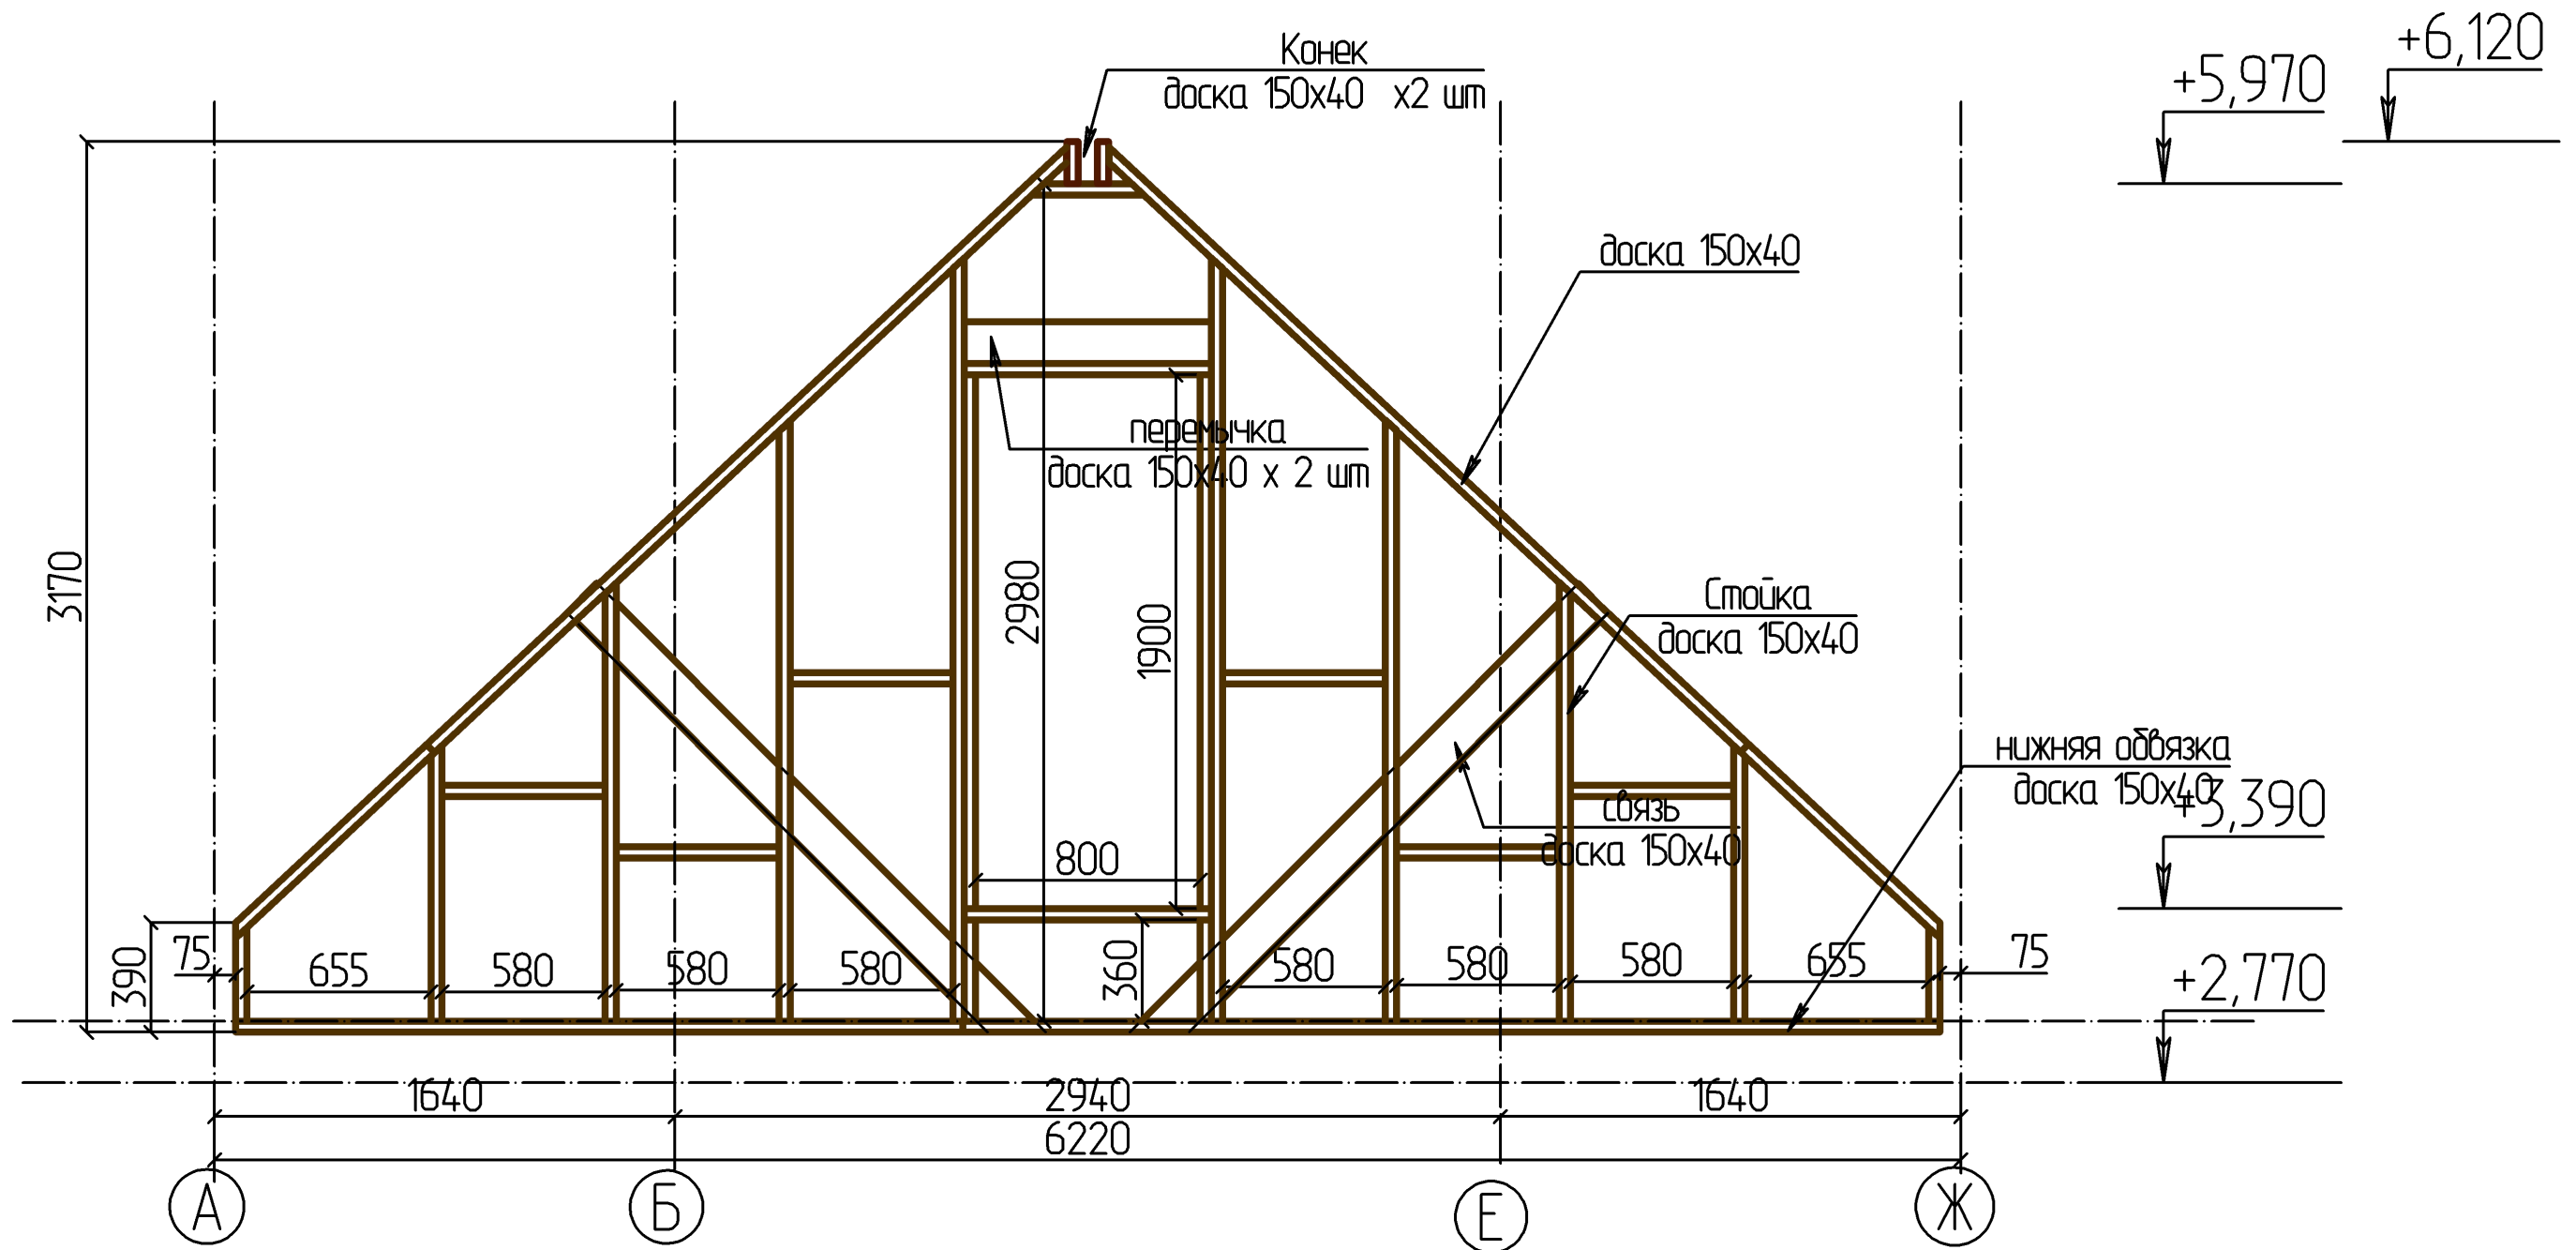 Конек
доска 150х40 х2 шт
+5,970
+6,120
доска 150х40
перемычка
доска 150х40 х 2 шт
3170
2980
1900
Стойка
доска 150х40
нижняя обвязка
доска 150х40
+3,390
связь
доска 150х40
800
390
75
655
580
580
580
360
580
580
580
655
75
+2,770
1640
2940
1640
6220
А
Б
Е
Ж